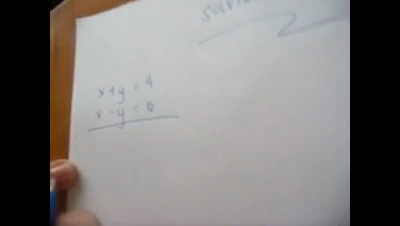 x+y = 4
x-y = 6